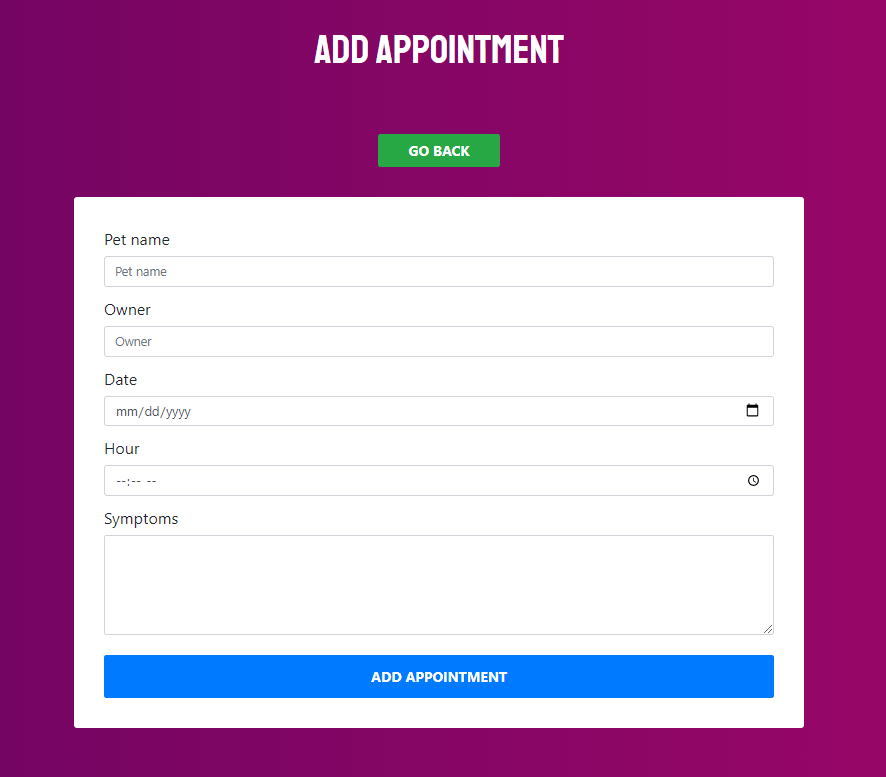 ADD APPOINTMENT
GO BACK
Pet name
Pet name
Owner
Owner
Date
mm/dd/yyyy
Hour
--:-- --
Symptoms
ADD APPOINTMENT